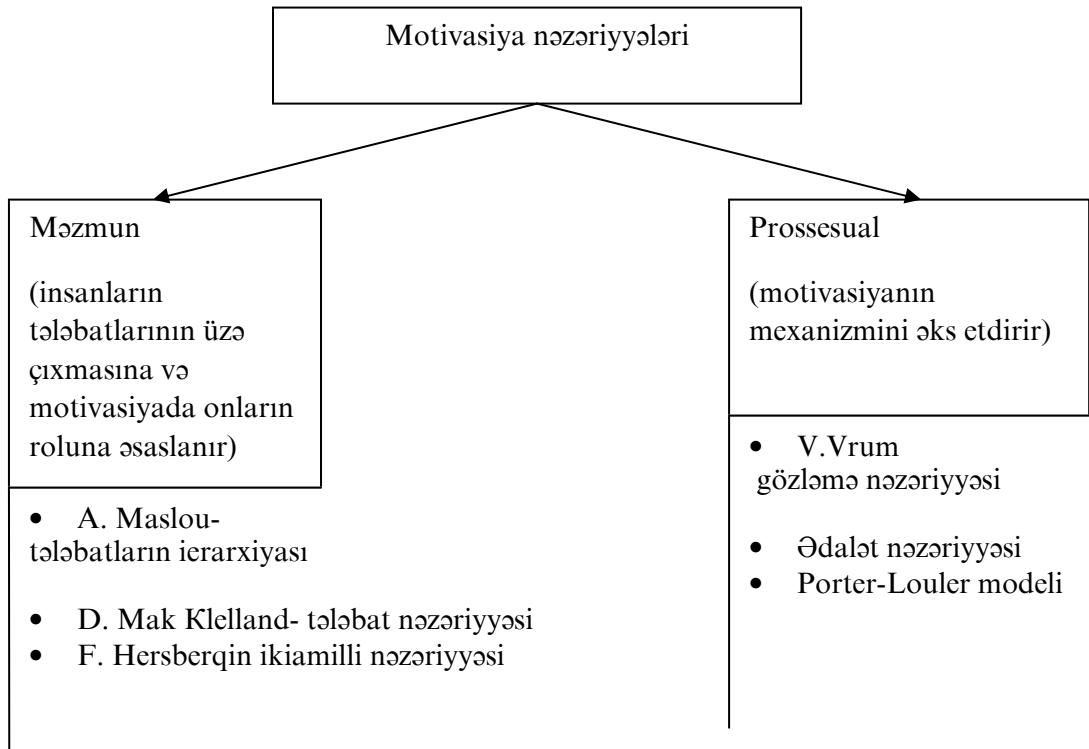 Motivasiya nəzəriyyələri
Məzmun
(insanların
tələbatlarının üzə
çıxmasına və
motivasiyada onların
roluna əsaslanır)
• A. Maslou-
tələbatların ierarxiyası
• D. Mak Klelland- tələbat nəzəriyyəsi
• F. Hersberqin ikiamilli nəzəriyyəsi
Prossesual
(motivasiyanın
mexanizmini əks etdirir)
• V.Vrum
gözləmə nəzəriyyəsi
• Ədalət nəzəriyyəsi
• Porter-Louler modeli